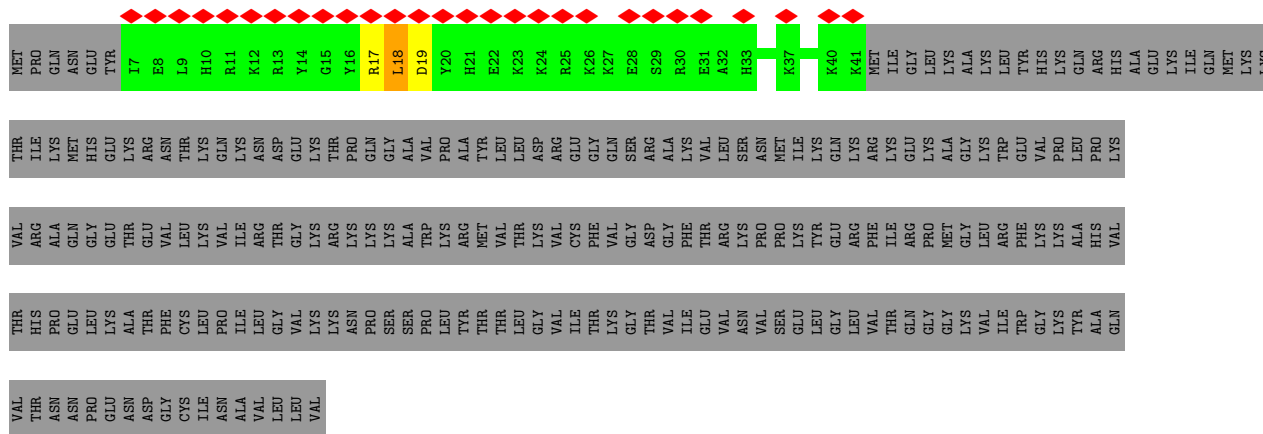 MET PRO GLN ASN GLU TYR I7 E8 L9 H10 R11 K12 R13 Y14 G15 Y16 R17 L18 D19 Y20 H21 E22 K23 K24 R25 K26 K27 E28 S29 R30 E31 A32 H33 K37 K40 K41 MET ILE GLY LEU LYS ALA LYS LEU TYR HIS LYS GLN ARG HIS ALA GLU LYS ILE GLN MET LYS
THR ILE LYS MET HIS GLU LYS ARG ASN THR LYS GLN LYS ASN ASP GLU LYS THR PRO GLN GLY ALA VAL PRO ALA TYR LEU LEU ASP ARG GLU GLY GLN SER ARG ALA LYS VAL LEU SER ASN MET ILE LYS GLN LYS ARG LYS GLU LYS ALA GLY LYS TRP GLU VAL PRO LEU PRO LYS
VAL ARG ALA GLN GLY GLU THR GLU VAL LEU LYS VAL ILE ARG THR GLY LYS ARG LYS LYS LYS ALA TRP LYS ARG MET VAL THR LYS VAL CYS PHE VAL GLY ASP GLY PHE THR ARG LYS PRO PRO LYS TYR GLU ARG PHE ILE ARG PRO MET GLY LEU ARG PHE LYS LYS ALA HIS VAL
THR HIS PRO GLU LEU LYS ALA THR PHE CYS LEU PRO ILE LEU GLY VAL LYS LYS ASN PRO SER SER PRO LEU TYR THR THR LEU GLY VAL ILE THR LYS GLY THR VAL ILE GLU VAL ASN VAL SER GLU LEU GLY LEU VAL THR GLN GLY GLY LYS VAL ILE TRP GLY LYS TYR ALA GLN
VAL THR ASN ASN PRO GLU ASN ASP GLY CYS ILE ASN ALA VAL LEU LEU VAL